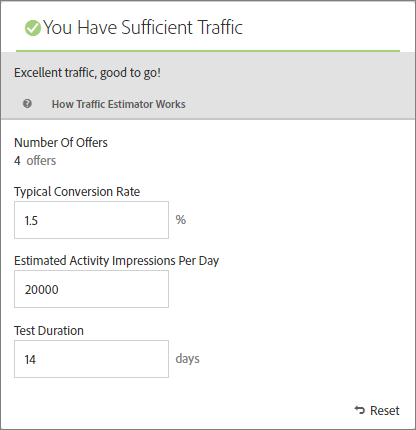 You Have Sufficient Traffic
Excellent traffic, good to go!
? How Traffic Estimator Works
Number Of Offers
4 offers
Typical Conversion Rate
1.5 %
Estimated Activity Impressions Per Day
20000
Test Duration
14 days
Reset